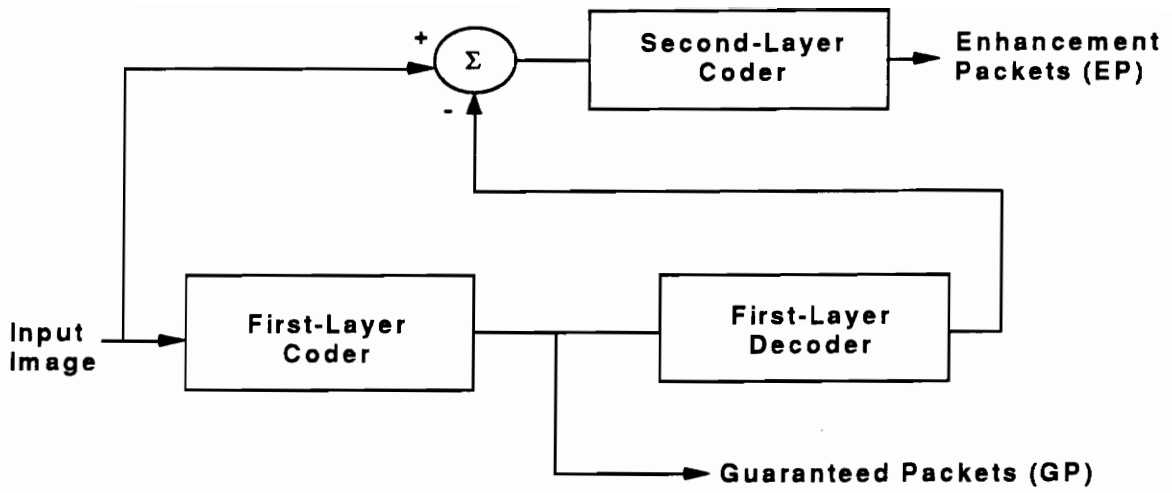 +
Σ
-
Second-Layer
Coder
Enhancement
Packets (EP)
Input
Image
First-Layer
Coder
First-Layer
Decoder
Guaranteed Packets (GP)